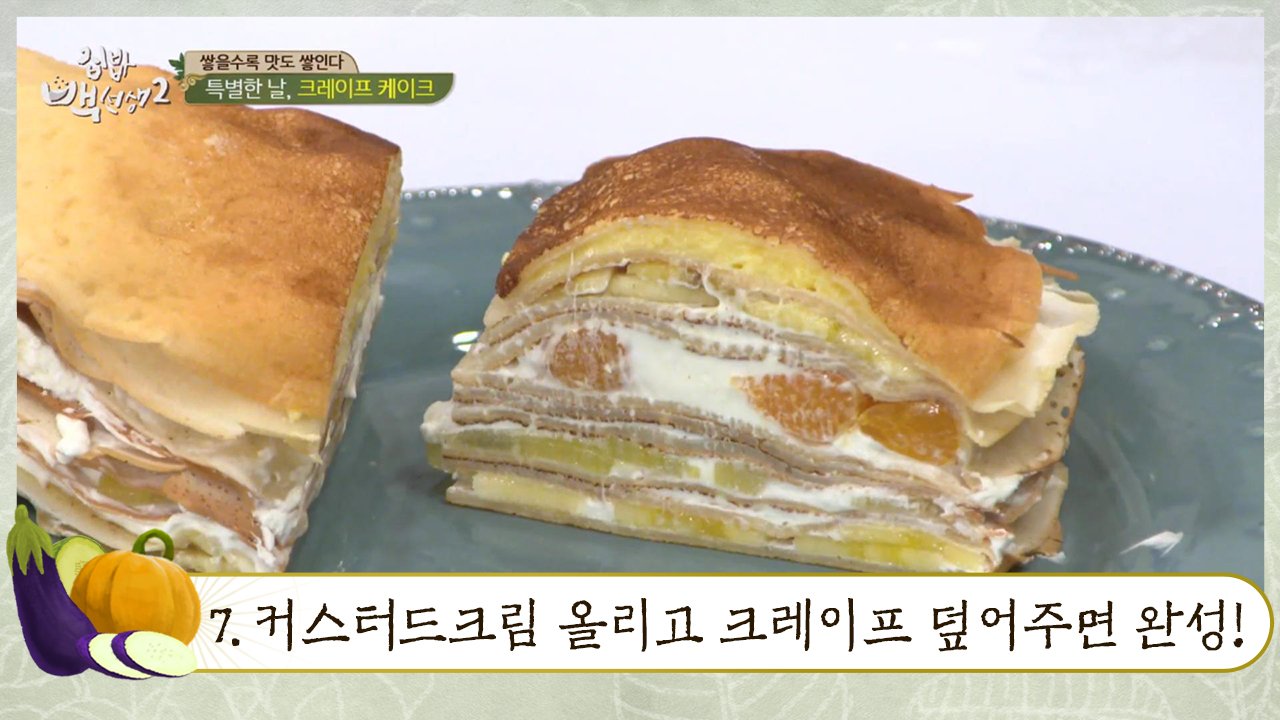 집밥
백선생2
쌓을수록 맛도 쌓인다
특별한 날, 크레이프 케이크
7. 커스터드크림 올리고 크레이프 덮어주면 완성!